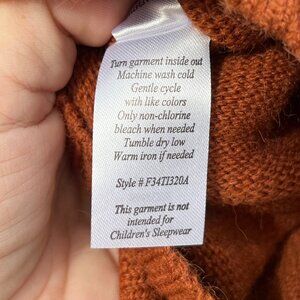 Turn garment inside out
Machine wash cold
Gentle cycle
with like colors
Only non-chlorine
bleach when needed
Tumble dry low
Warm iron if needed
Style # F34TI320A
This garment is not
intended for
Children's Sleepwear